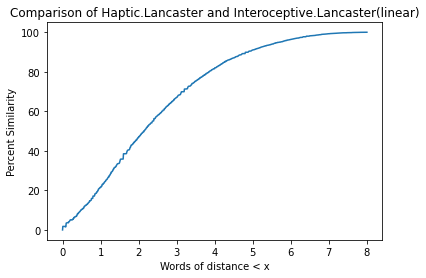 Comparison of Haptic.Lancaster and Interoceptive.Lancaster(linear)
Percent Similarity
100
80
60
40
20
0
0 1 2 3 4 5 6 7 8
Words of distance < x